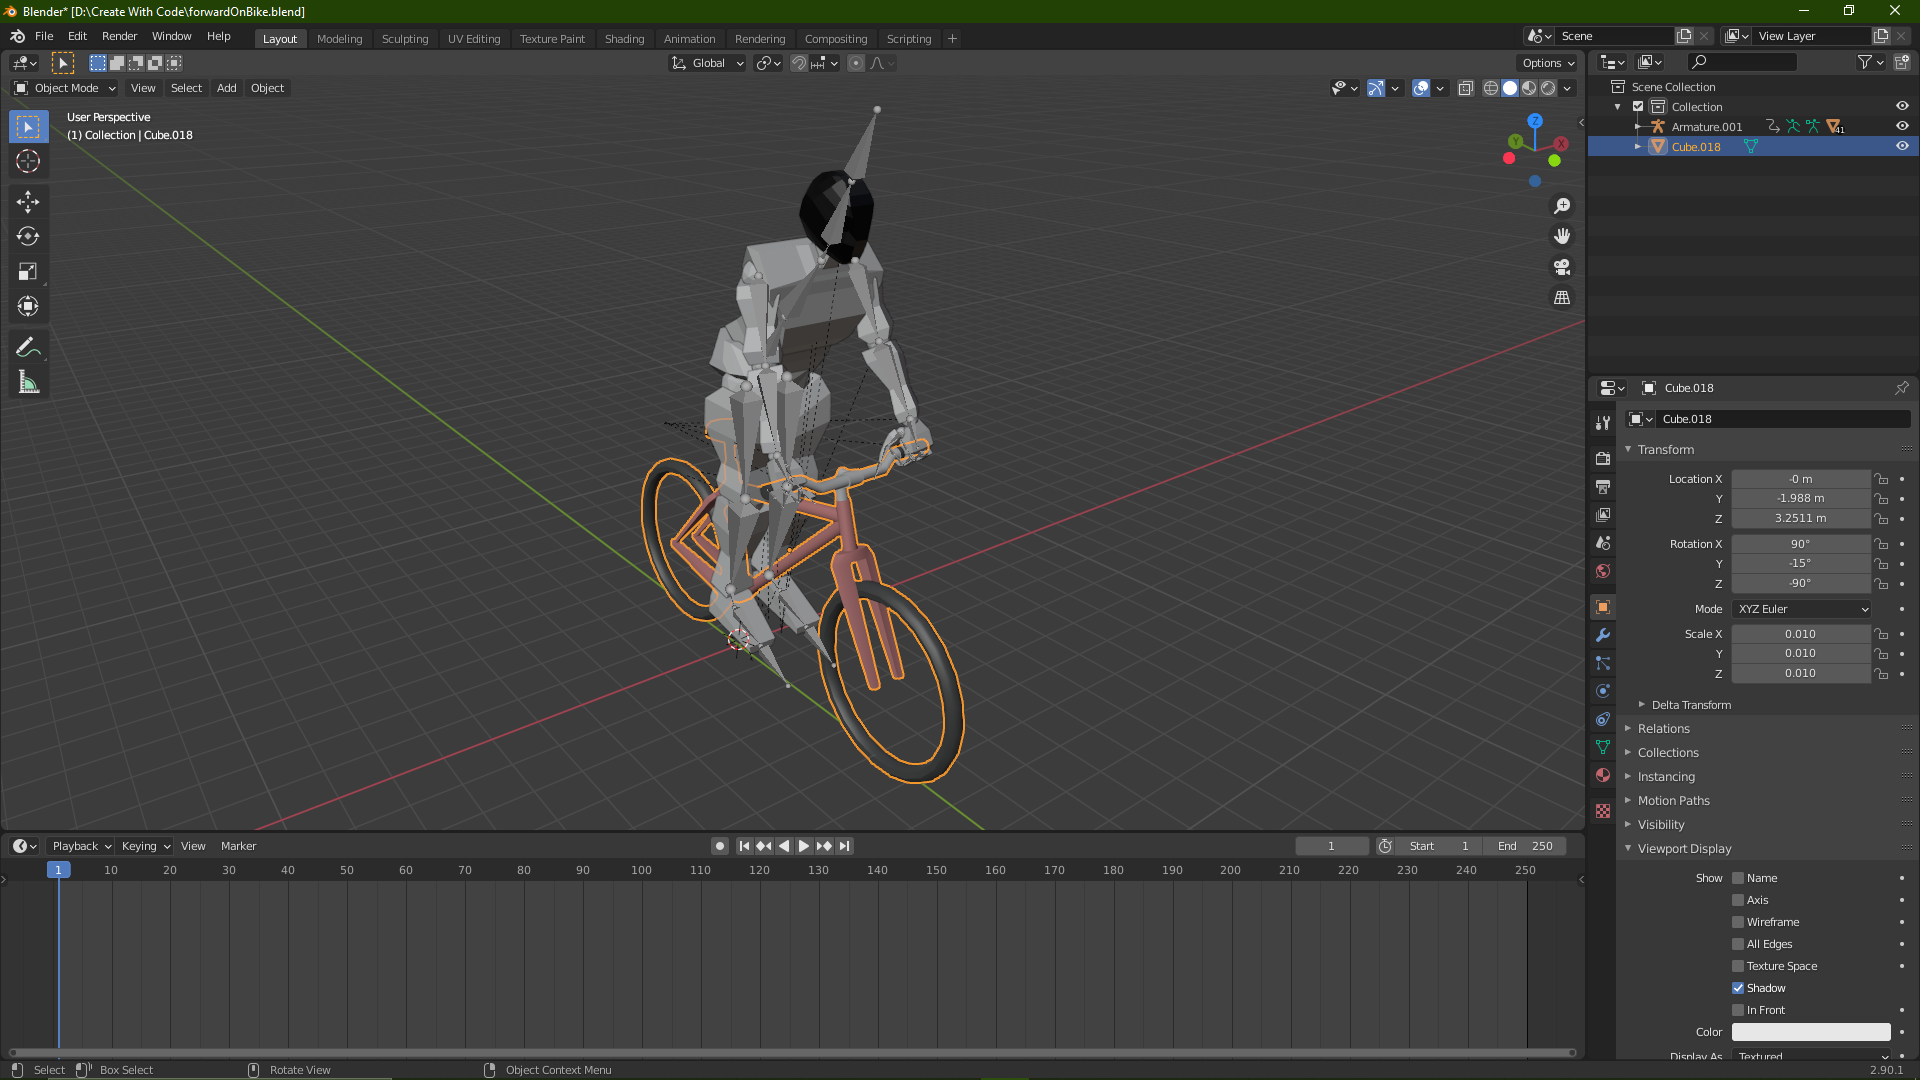 Blender* [D:\Create With Code\forwardOnBike.blend]
File Edit Render Window Help Layout Modeling Sculpting UV Editing Texture Paint Shading Animation Rendering Compositing Scripting + Scene View Layer
Global Options
Object Mode View Select Add Object
User Perspective
(1) Collection | Cube.018
Z
Y
X
Scene Collection
Collection
Armature.001 41
Cube.018
Cube.018
Cube.018
Transform
Location X -0 m
Y -1.988 m
Z 3.2511 m
Rotation X 90°
Y -15°
Z -90°
Mode XYZ Euler
Scale X 0.010
Y 0.010
Z 0.010
Delta Transform
Relations
Collections
Instancing
Motion Paths
Visibility
Viewport Display
Show Name
Axis
Wireframe
All Edges
Texture Space
Shadow
In Front
Color
Display As Textured
Playback Keying View Marker 1 Start 1 End 250
1 10 20 30 40 50 60 70 80 90 100 110 120 130 140 150 160 170 180 190 200 210 220 230 240 250
Select Box Select Rotate View Object Context Menu 2.90.1